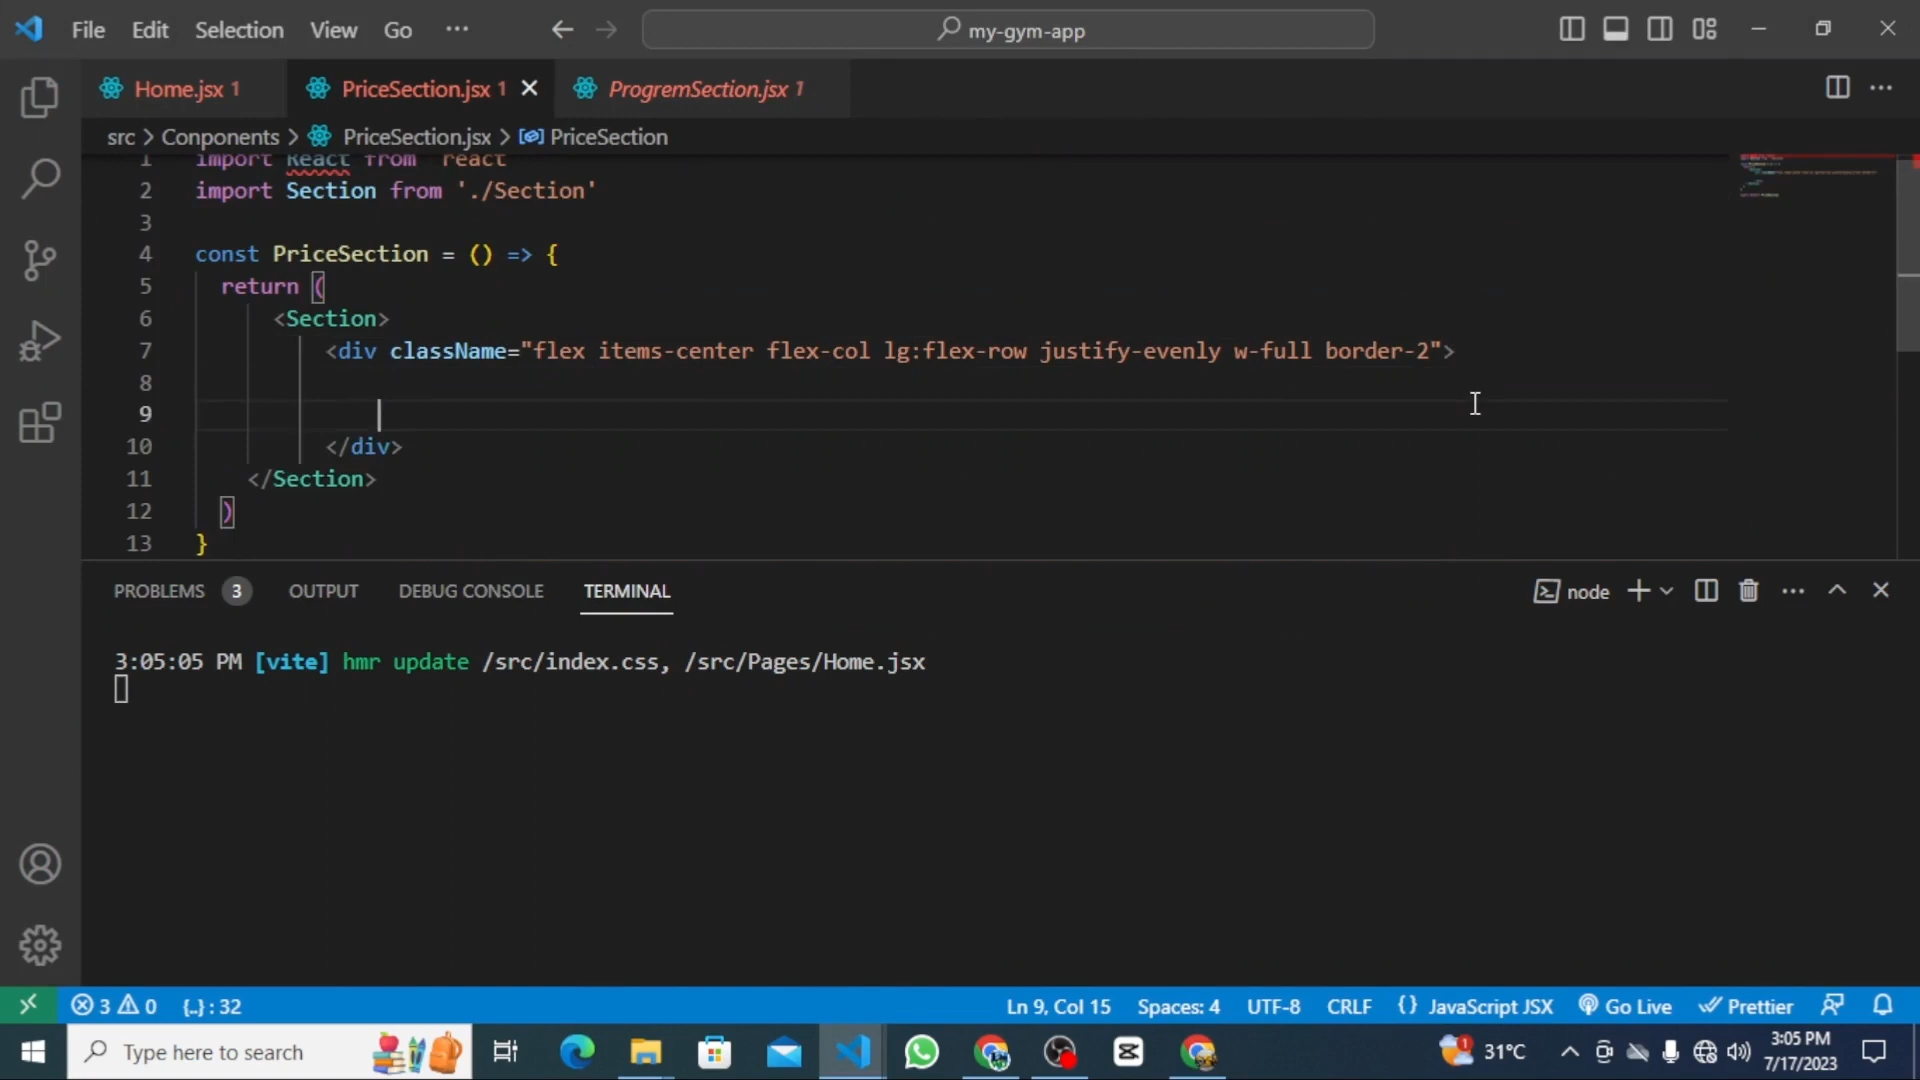 File Edit Selection View Go ··· my-gym-app
Home.jsx 1 PriceSection.jsx 1 ProgremSection.jsx 1
src > Conponents > PriceSection.jsx > PriceSection
1 import React from 'react'
2 import Section from './Section'
3
4 const PriceSection = () => {
5 return (
6 <Section>
7 <div className="flex items-center flex-col lg:flex-row justify-evenly w-full border-2">
8
9
10 </div>
11 </Section>
12 )
13 }
PROBLEMS 3 OUTPUT DEBUG CONSOLE TERMINAL node
3:05:05 PM [vite] hmr update /src/index.css, /src/Pages/Home.jsx
3 0 {..} : 32 Ln 9, Col 15 Spaces: 4 UTF-8 CRLF {} JavaScript JSX Go Live Prettier
Type here to search 1 31°C 3:05 PM
7/17/2023